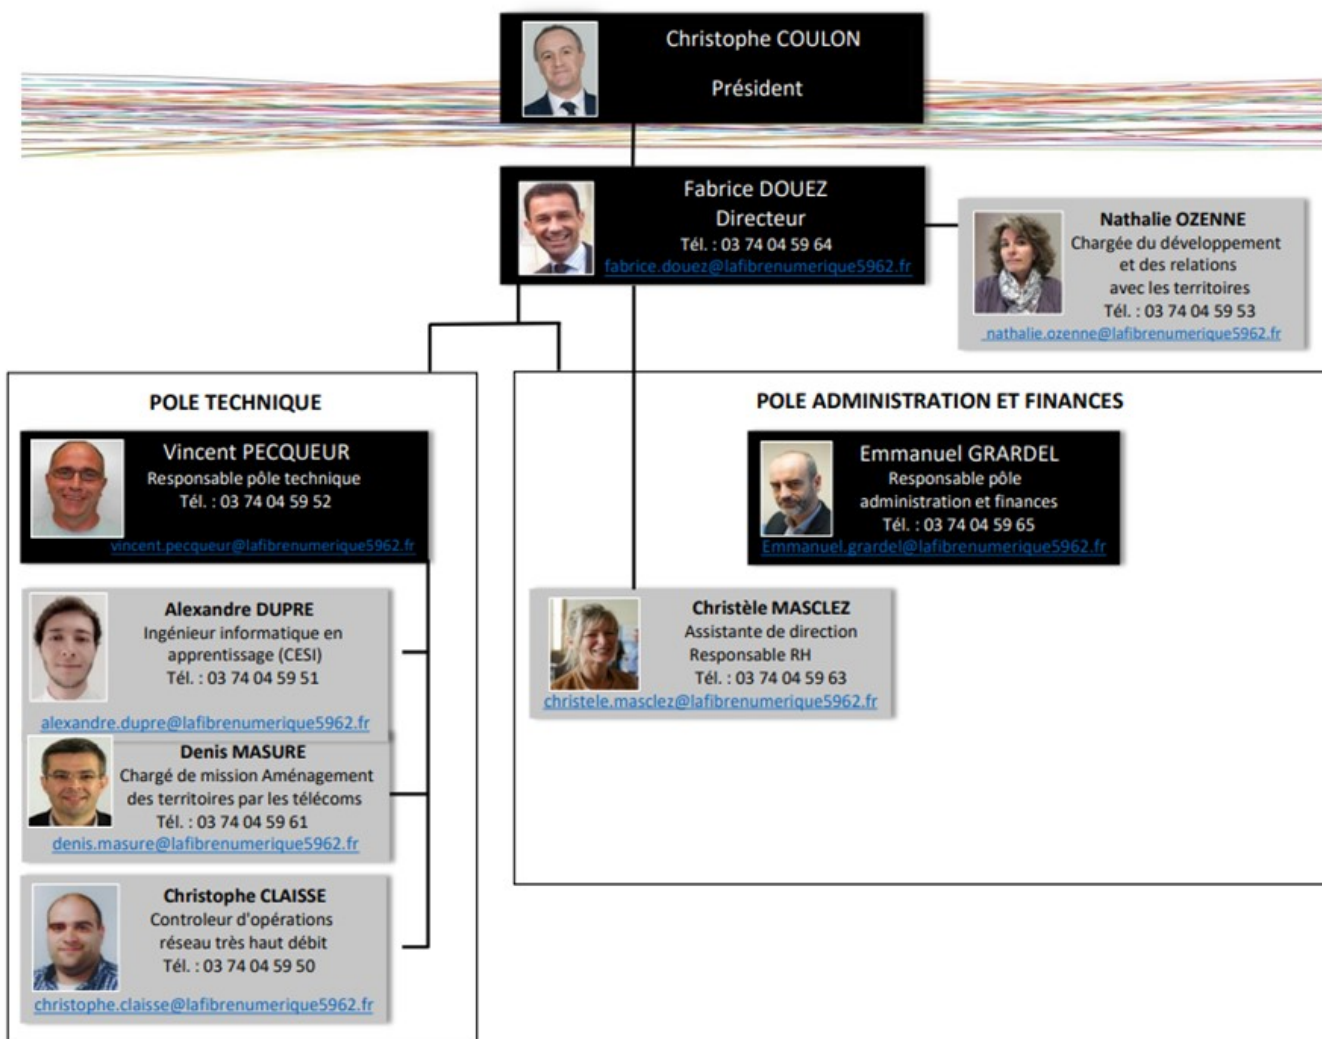 Christophe COULON
Président
Fabrice DOUEZ
Directeur
Tél. : 03 74 04 59 64
fabrice.douez@lafibrenumerique5962.fr
Nathalie OZENNE
Chargée du développement
et des relations
avec les territoires
Tél. : 03 74 04 59 53
nathalie.ozenne@lafibrenumerique5962.fr
POLE TECHNIQUE
Vincent PECQUEUR
Responsable pôle technique
Tél. : 03 74 04 59 52
vincent.pecqueur@lafibrenumerique5962.fr
Alexandre DUPRE
Ingénieur informatique en
apprentissage (CESI)
Tél. : 03 74 04 59 51
alexandre.dupre@lafibrenumerique5962.fr
Denis MASURE
Chargé de mission Aménagement
des territoires par les télécoms
Tél. : 03 74 04 59 61
denis.masure@lafibrenumerique5962.fr
Christophe CLAISSE
Controleur d'opérations
réseau très haut débit
Tél. : 03 74 04 59 50
christophe.claisse@lafibrenumerique5962.fr
POLE ADMINISTRATION ET FINANCES
Emmanuel GRARDEL
Responsable pôle
administration et finances
Tél. : 03 74 04 59 65
Emmanuel.grardel@lafibrenumerique5962.fr
Christèle MASCLEZ
Assistante de direction
Responsable RH
Tél. : 03 74 04 59 63
christele.masclez@lafibrenumerique5962.fr